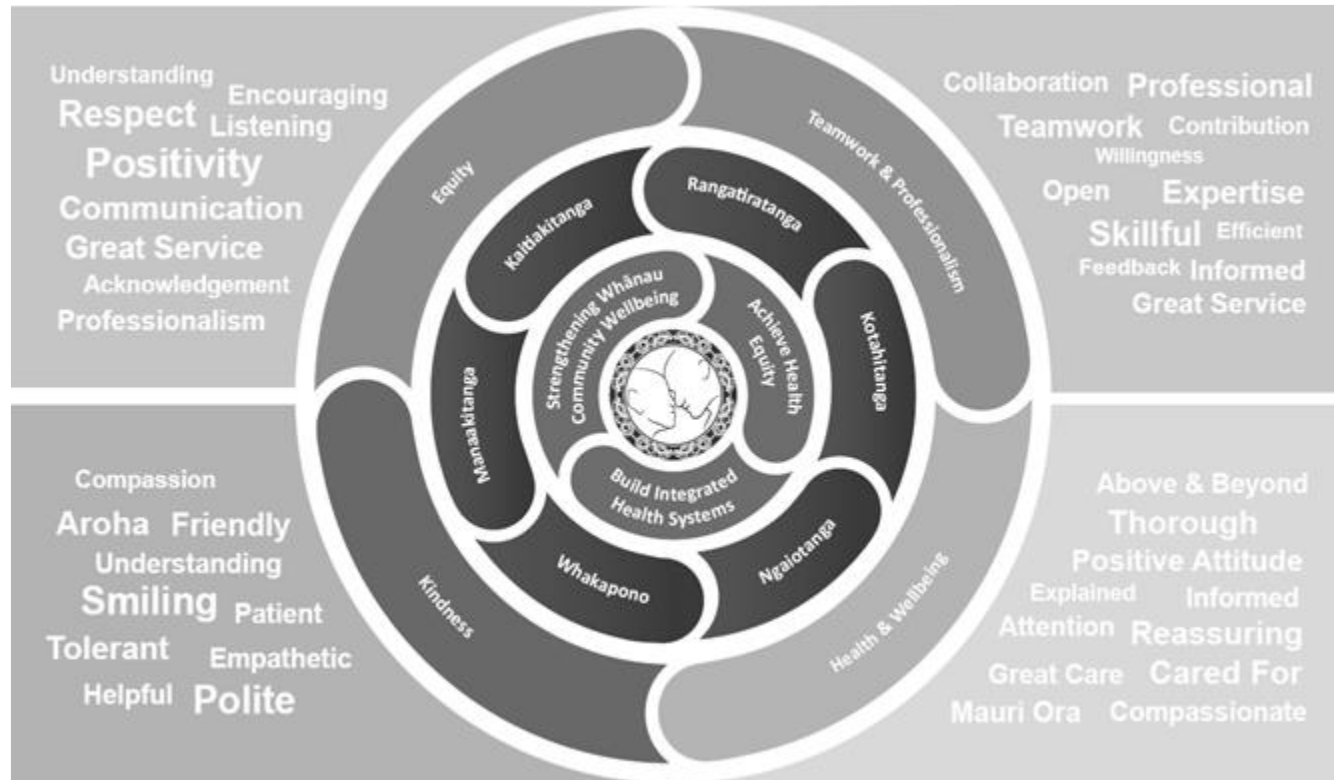 Understanding
Encouraging
Respect
Listening
Positivity
Communication
Great Service
Acknowledgement
Professionalism
Collaboration
Professional
Teamwork
Contribution
Willingness
Open
Expertise
Skillful
Efficient
Feedback
Informed
Great Service
Equity
Teamwork & Professionalism
Kaitiakitanga
Rangatiratanga
Manaakitanga
Kotahitanga
Whakapono
Ngaiotanga
Strengthening Whānau
Community Wellbeing
Achieve Health
Equity
Build Integrated
Health Systems
Kindness
Health & Wellbeing
Compassion
Aroha
Friendly
Understanding
Smiling
Patient
Tolerant
Empathetic
Helpful
Polite
Above & Beyond
Thorough
Positive Attitude
Explained
Informed
Attention
Reassuring
Great Care
Cared For
Mauri Ora
Compassionate